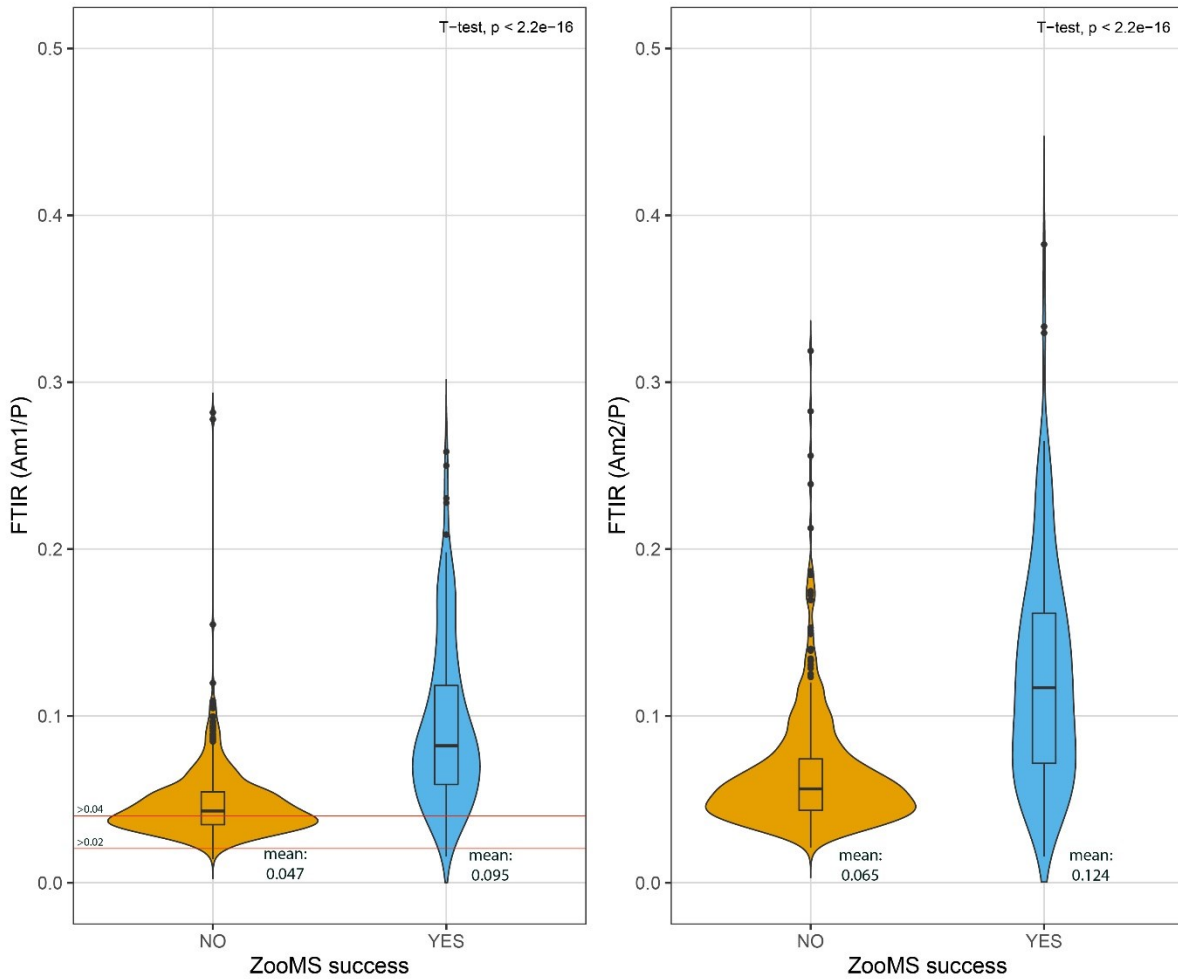 T-test, p < 2.2e-16
0.5
0.4
0.3
0.2
0.1
0.0
FTIR (Am1/P)
>0.04
>0.02
mean:
0.047
mean:
0.095
NO
YES
ZooMS success
T-test, p < 2.2e-16
0.5
0.4
0.3
0.2
0.1
0.0
FTIR (Am2/P)
mean:
0.065
mean:
0.124
NO
YES
ZooMS success